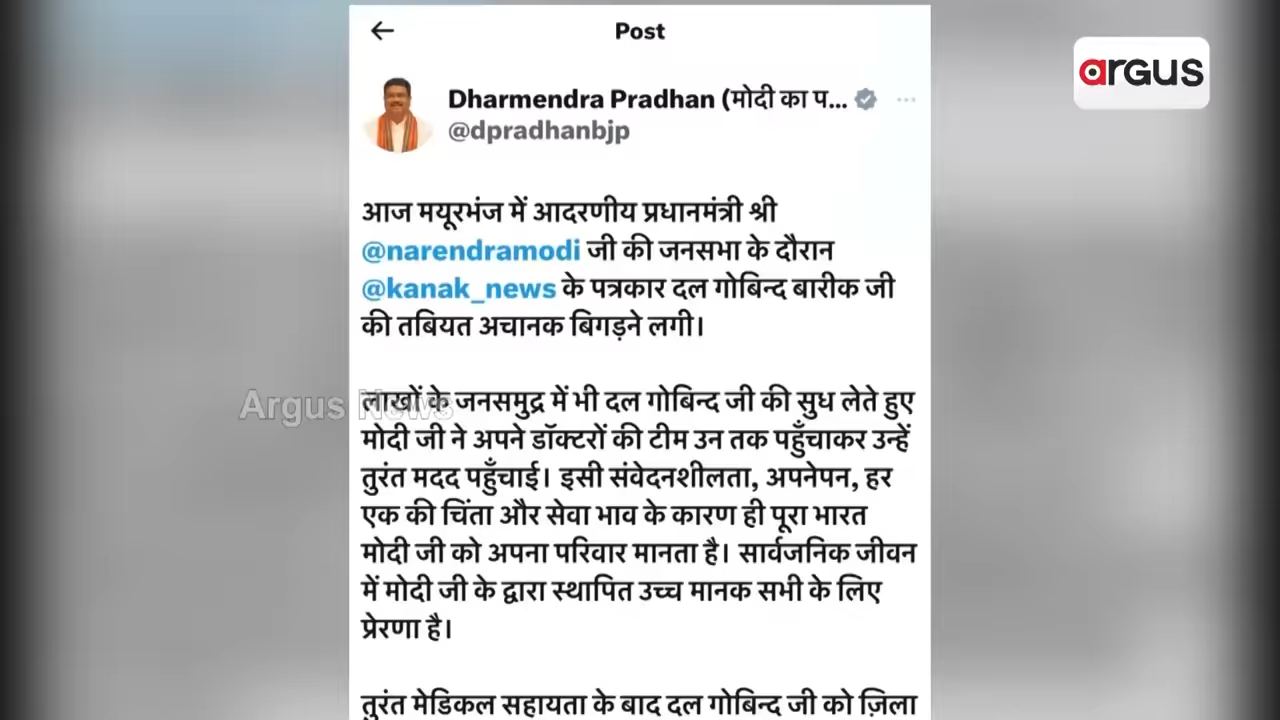 Post
argus
Dharmendra Pradhan (मोदी का प...
@dpradhanbjp
आज मयूरभंज में आदरणीय प्रधानमंत्री श्री
@narendramodi जी की जनसभा के दौरान
@kanak_news के पत्रकार दल गोबिन्द बारीक जी
की तबियत अचानक बिगड़ने लगी।
Argus News
लाखों के जनसमुद्र में भी दल गोबिन्द जी की सुध लेते हुए
मोदी जी ने अपने डॉक्टरों की टीम उन तक पहुँचाकर उन्हें
तुरंत मदद पहुँचाई। इसी संवेदनशीलता, अपनेपन, हर
एक की चिंता और सेवा भाव के कारण ही पूरा भारत
मोदी जी को अपना परिवार मानता है। सार्वजनिक जीवन
में मोदी जी के द्वारा स्थापित उच्च मानक सभी के लिए
प्रेरणा है।
तुरंत मेडिकल सहायता के बाद दल गोबिन्द जी को ज़िला